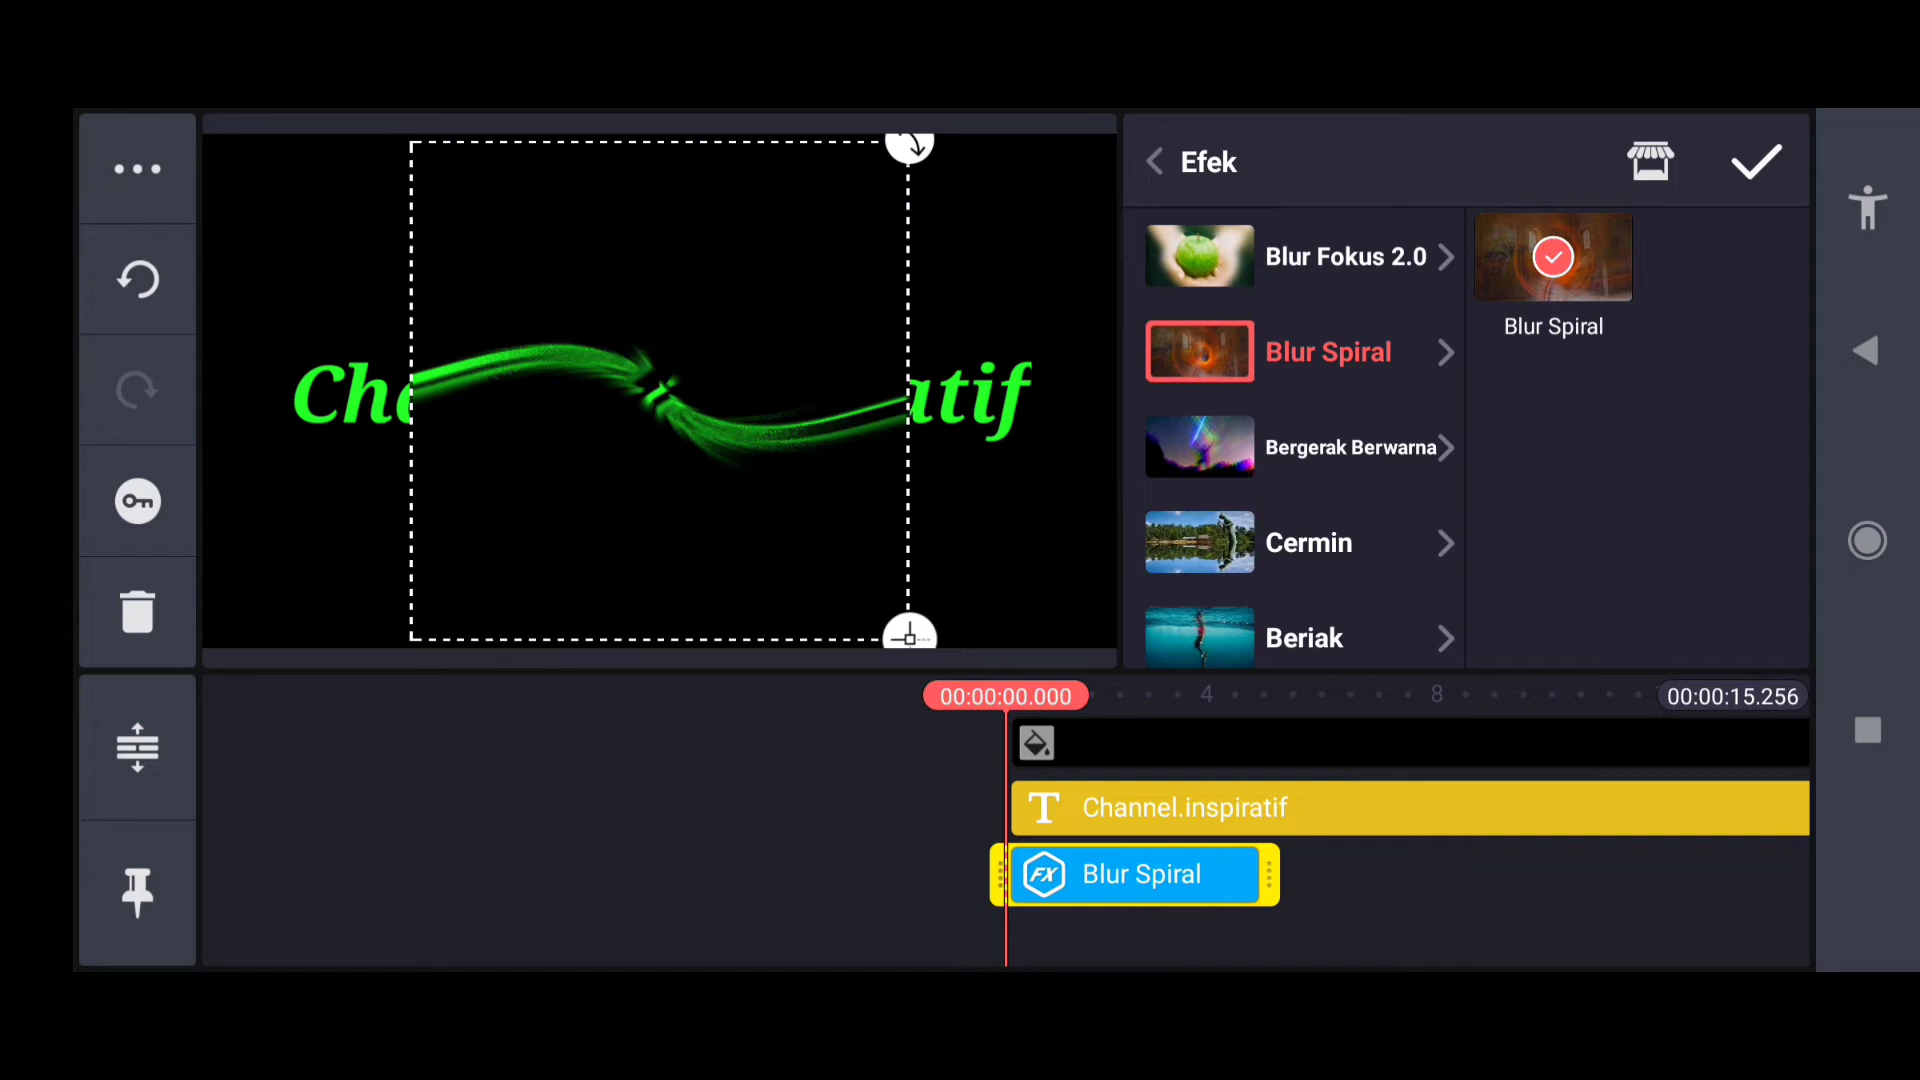 Efek
Blur Fokus 2.0
Blur Spiral
Bergerak Berwarna
Cermin
Beriak
Blur Spiral
Cha
atif
00:00:00.000
4
8
00:00:15.256
T Channel.inspiratif
FX Blur Spiral